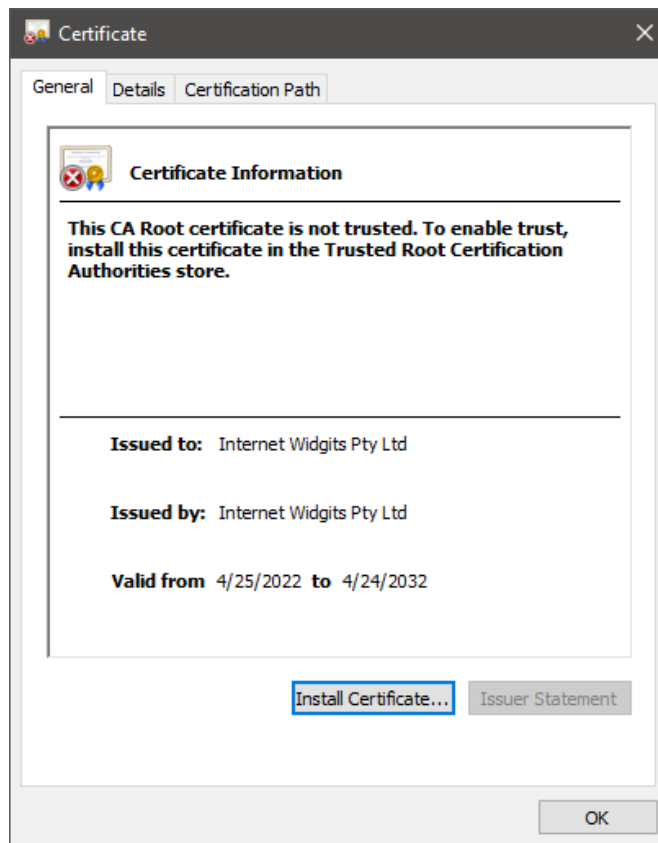 Certificate
General Details Certification Path
Certificate Information
This CA Root certificate is not trusted. To enable trust,
install this certificate in the Trusted Root Certification
Authorities store.
Issued to: Internet Widgits Pty Ltd
Issued by: Internet Widgits Pty Ltd
Valid from 4/25/2022 to 4/24/2032
Install Certificate... Issuer Statement
OK